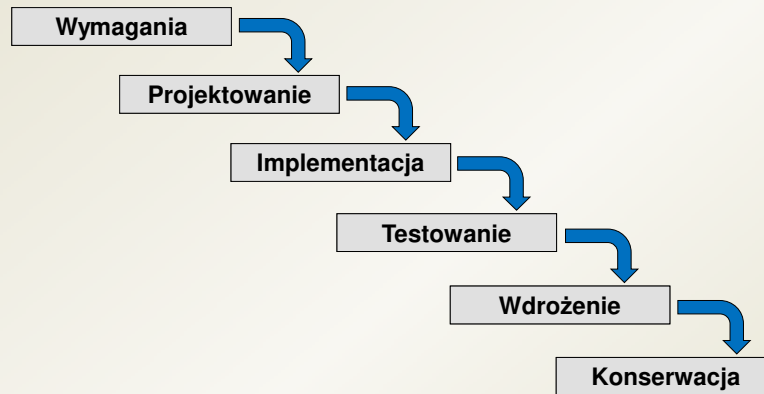 Wymagania
Projektowanie
Implementacja
Testowanie
Wdrożenie
Konserwacja